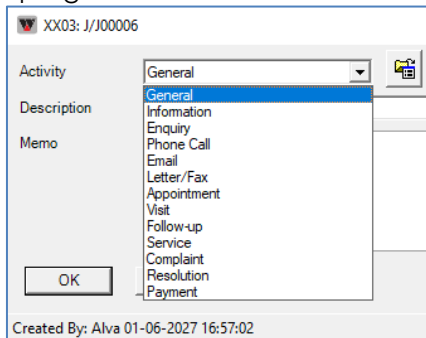 XX03: J/J00006
Activity General
General
Information
Description
Enquiry
Memo Phone Call
Email
Letter/Fax
Appointment
Visit
Follow-up
Service
Complaint
OK Resolution
Payment
Created By: Alva 01-06-2027 16:57:02